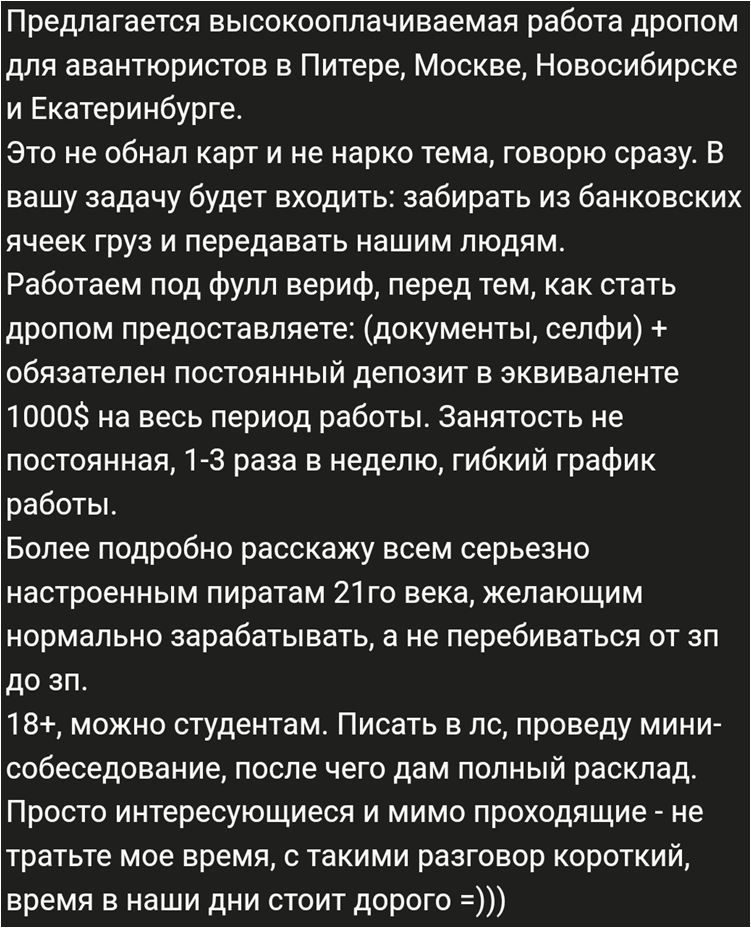 Предлагается высокооплачиваемая работа дропом
для авантюристов в Питере, Москве, Новосибирске
и Екатеринбурге.
Это не обнал карт и не нарко тема, говорю сразу. В
вашу задачу будет входить: забирать из банковских
ячеек груз и передавать нашим людям.
Работаем под фулл вериф, перед тем, как стать
дропом предоставляете: (документы, селфи) +
обязателен постоянный депозит в эквиваленте
1000$ на весь период работы. Занятость не
постоянная, 1-3 раза в неделю, гибкий график
работы.
Более подробно расскажу всем серьезно
настроенным пиратам 21го века, желающим
нормально зарабатывать, а не перебиваться от зп
до зп.
18+, можно студентам. Писать в лс, проведу мини-
собеседование, после чего дам полный расклад.
Просто интересующиеся и мимо проходящие - не
тратьте мое время, с такими разговор короткий,
время в наши дни стоит дорого =)))